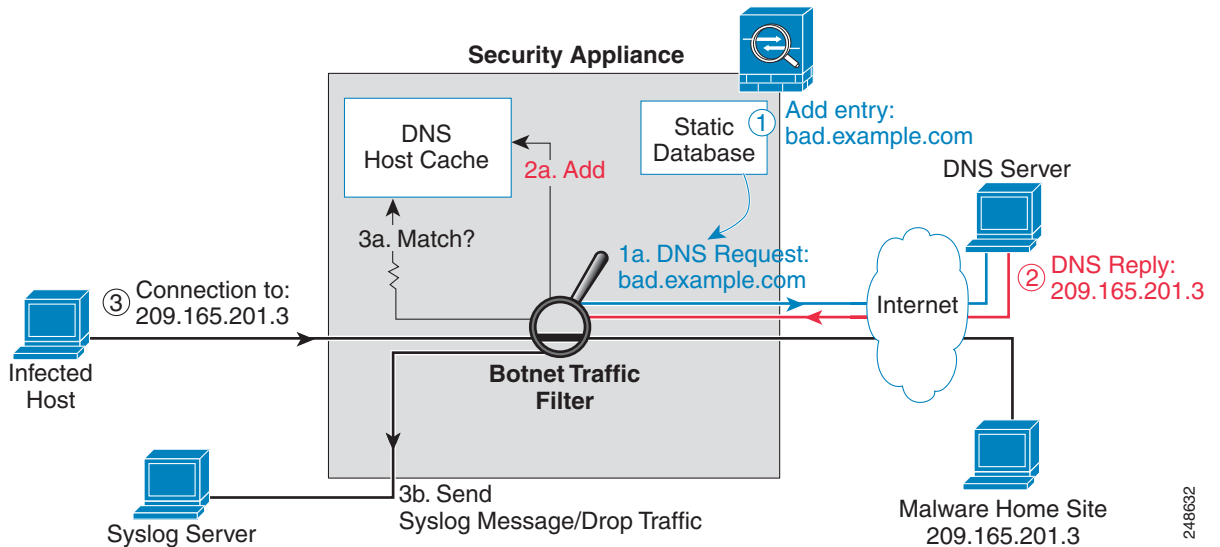 Security Appliance
DNS
Host Cache
2a. Add
Static
Database
1
Add entry:
bad.example.com
DNS Server
3a. Match?
1a. DNS Request:
bad.example.com
2
DNS Reply:
209.165.201.3
Internet
3
Connection to:
209.165.201.3
Infected
Host
Botnet Traffic
Filter
3b. Send
Syslog Message/Drop Traffic
Syslog Server
Malware Home Site
209.165.201.3
248632